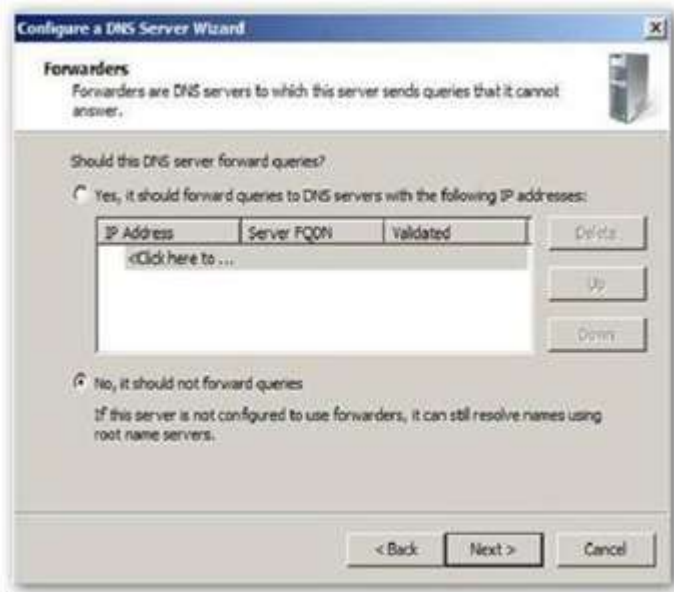 Configure a DNS Server Wizard
Forwarders
Forwarders are DNS servers to which this server sends queries that it cannot
answer.
Should this DNS server forward queries?
Yes, it should forward queries to DNS servers with the following IP addresses:
IP Address Server FQDN Validated
<Click here to ...
Delete
Up
Down
No, it should not forward queries
If this server is not configured to use forwarders, it can still resolve names using
root name servers.
< Back Next > Cancel